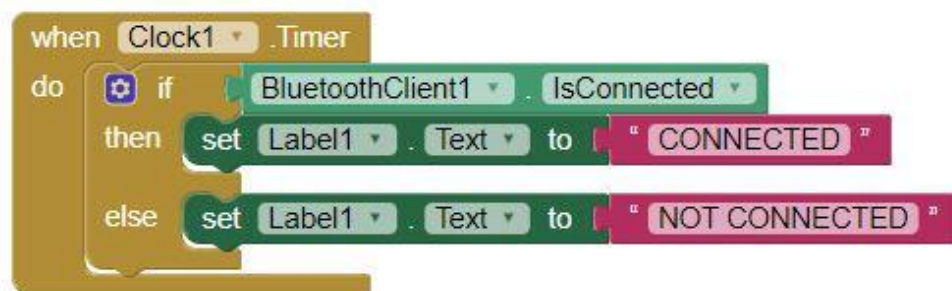 when Clock1 .Timer
do if BluetoothClient1 . IsConnected
then set Label1 . Text to " CONNECTED "
else set Label1 . Text to " NOT CONNECTED "